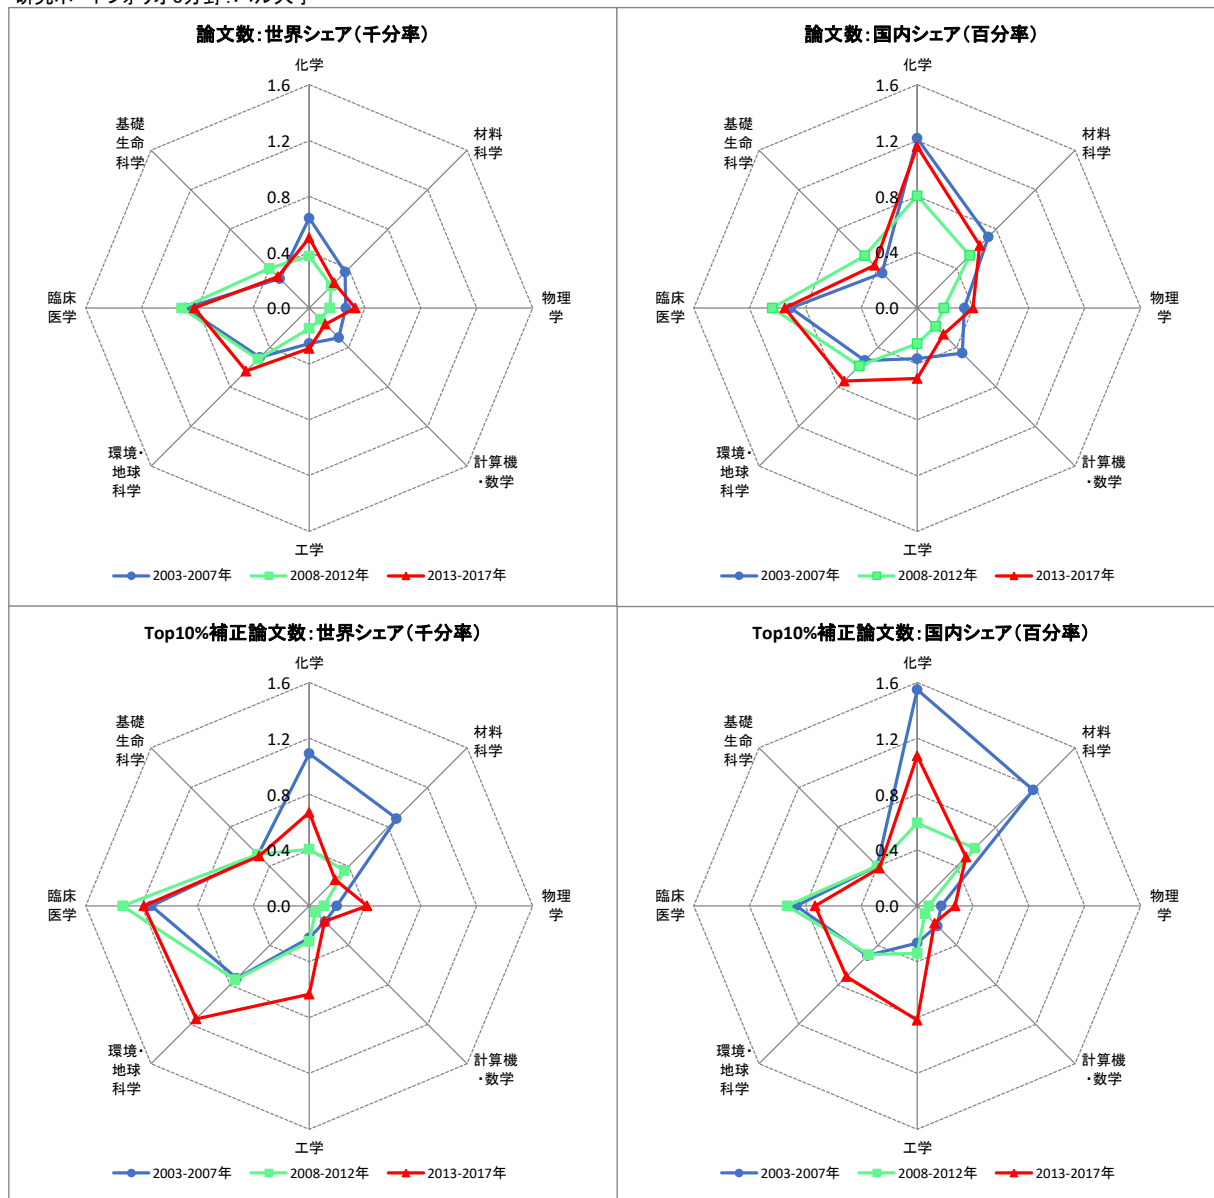 論文数：世界シェア（千分率）
化学
1.6
1.2
0.8
0.4
0.0
材料
科学
物理
学
計算機
・数学
工学
環境・
地球
科学
臨床
医学
基礎
生命
科学
2003-2007年
2008-2012年
2013-2017年
論文数：国内シェア（百分率）
化学
1.6
1.2
0.8
0.4
0.0
材料
科学
物理
学
計算機
・数学
工学
環境・
地球
科学
臨床
医学
基礎
生命
科学
2003-2007年
2008-2012年
2013-2017年
Top10%補正論文数：世界シェア（千分率）
化学
1.6
1.2
0.8
0.4
0.0
材料
科学
物理
学
計算機
・数学
工学
環境・
地球
科学
臨床
医学
基礎
生命
科学
2003-2007年
2008-2012年
2013-2017年
Top10%補正論文数：国内シェア（百分率）
化学
1.6
1.2
0.8
0.4
0.0
材料
科学
物理
学
計算機
・数学
工学
環境・
地球
科学
臨床
医学
基礎
生命
科学
2003-2007年
2008-2012年
2013-2017年